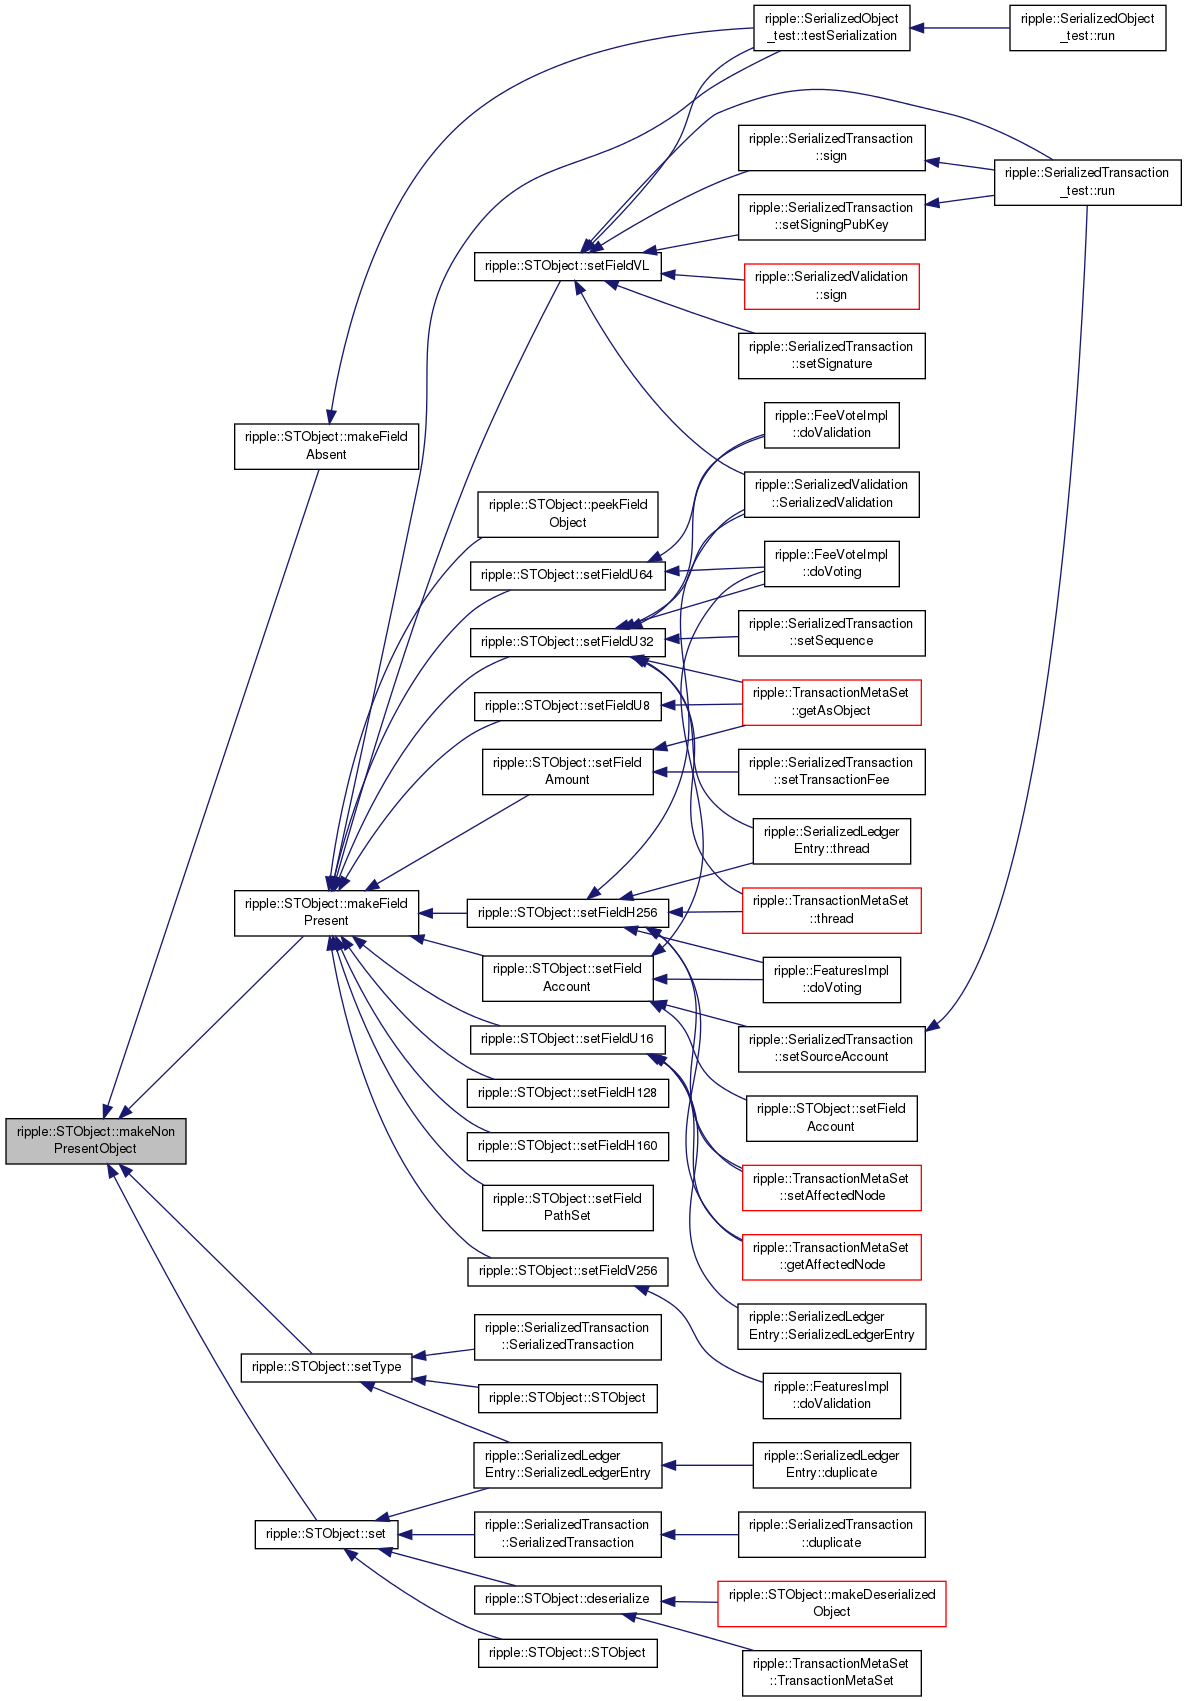 ripple::SerializedObject
_test::testSerialization
ripple::SerializedObject
_test::run
ripple::SerializedTransaction
::sign
ripple::SerializedTransaction
_test::run
ripple::SerializedTransaction
::setSigningPubKey
ripple::STObject::setFieldVL
ripple::SerializedValidation
::sign
ripple::SerializedTransaction
::setSignature
ripple::FeeVoteImpl
::doValidation
ripple::STObject::makeField
Absent
ripple::SerializedValidation
::SerializedValidation
ripple::STObject::peekField
Object
ripple::FeeVoteImpl
::doVoting
ripple::STObject::setFieldU64
ripple::SerializedTransaction
::setSequence
ripple::STObject::setFieldU32
ripple::TransactionMetaSet
::getAsObject
ripple::STObject::setFieldU8
ripple::STObject::setField
Amount
ripple::SerializedTransaction
::setTransactionFee
ripple::SerializedLedger
Entry::thread
ripple::STObject::makeField
Present
ripple::STObject::setFieldH256
ripple::TransactionMetaSet
::thread
ripple::STObject::setField
Account
ripple::FeaturesImpl
::doVoting
ripple::STObject::setFieldU16
ripple::SerializedTransaction
::setSourceAccount
ripple::STObject::setFieldH128
ripple::STObject::setField
Account
ripple::STObject::makeNon
PresentObject
ripple::STObject::setFieldH160
ripple::TransactionMetaSet
::setAffectedNode
ripple::STObject::setField
PathSet
ripple::TransactionMetaSet
::getAffectedNode
ripple::STObject::setFieldV256
ripple::SerializedLedger
Entry::SerializedLedgerEntry
ripple::SerializedTransaction
::SerializedTransaction
ripple::STObject::setType
ripple::STObject::STObject
ripple::FeaturesImpl
::doValidation
ripple::SerializedLedger
Entry::SerializedLedgerEntry
ripple::SerializedLedger
Entry::duplicate
ripple::STObject::set
ripple::SerializedTransaction
::SerializedTransaction
ripple::SerializedTransaction
::duplicate
ripple::STObject::deserialize
ripple::STObject::makeDeserialized
Object
ripple::STObject::STObject
ripple::TransactionMetaSet
::TransactionMetaSet